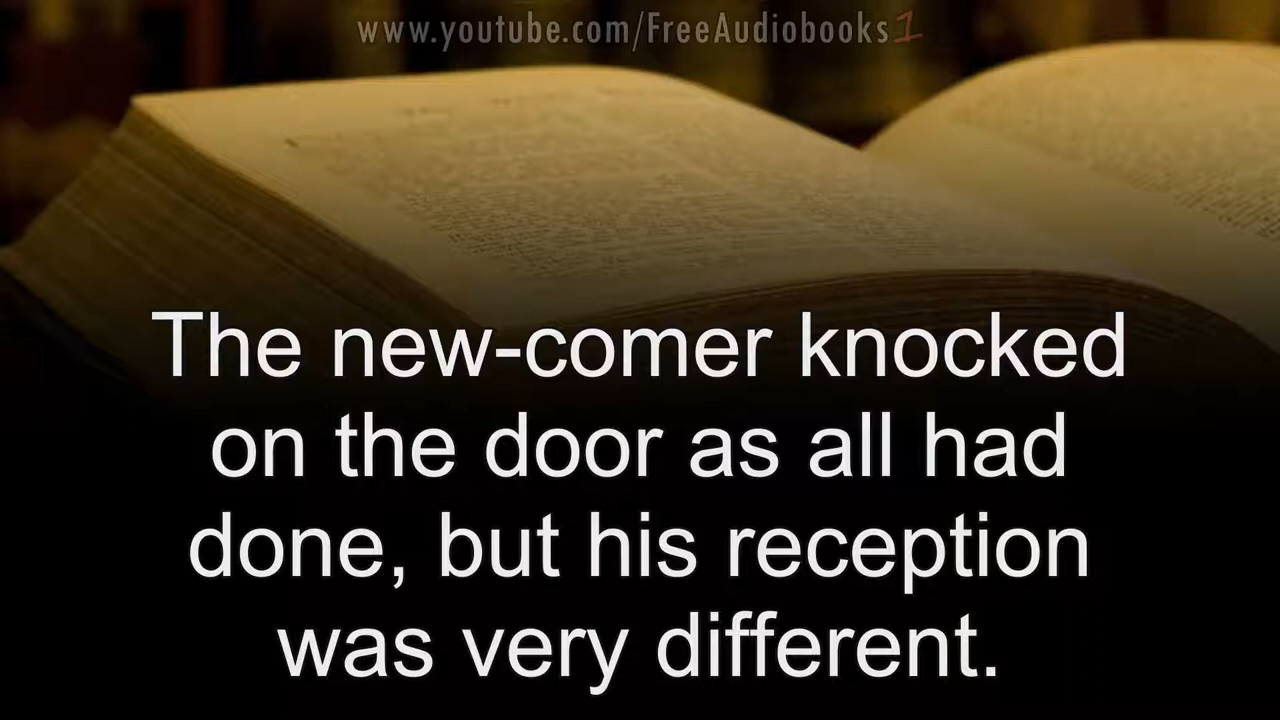 www.youtube.com/FreeAudiobooks1
The new-comer knocked
on the door as all had
done, but his reception
was very different.